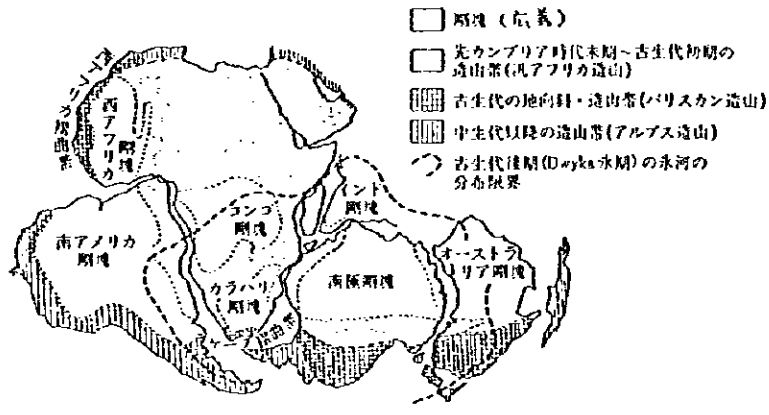 剛塊(広義)
先カンブリア時代末期~古生代初期の
造山帯(汎アフリカ造山)
古生代の地向斜・造山帯(バリスカン造山)
中生代以降の造山帯(アルプス造山)
古生代後期(Dwyka氷期)の氷河の
分布限界
西アフリカ
剛塊
コンゴ
剛塊
インド
剛塊
南アメリカ
剛塊
カラハリ
剛塊
南極剛塊
オーストラ
リア剛塊